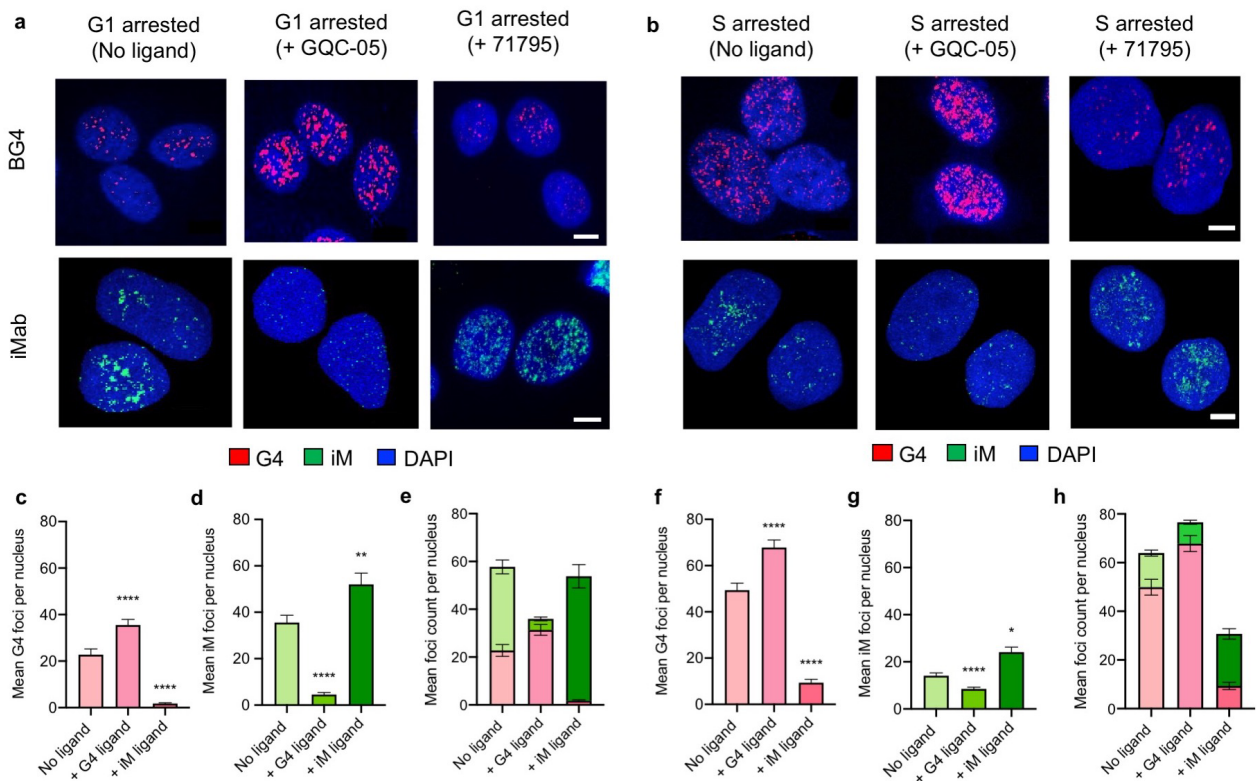 a
G1 arrested
(No ligand)
G1 arrested
(+ GQC-05)
G1 arrested
(+ 71795)
b
S arrested
(No ligand)
S arrested
(+ GQC-05)
S arrested
(+ 71795)
BG4
iMab
G4 iM DAPI
G4 iM DAPI
c
Mean G4 foci per nucleus
80
60
40
20
0
****
****
No ligand
+ G4 ligand
+ iM ligand
d
Mean iM foci per nucleus
80
60
40
20
0
****
**
No ligand
+ G4 ligand
+ iM ligand
e
Mean foci count per nucleus
80
60
40
20
0
No ligand
+ G4 ligand
+ iM ligand
f
Mean G4 foci per nucleus
80
60
40
20
0
****
****
No ligand
+ G4 ligand
+ iM ligand
g
Mean iM foci per nucleus
80
60
40
20
0
****
*
No ligand
+ G4 ligand
+ iM ligand
h
Mean foci count per nucleus
80
60
40
20
0
No ligand
+ G4 ligand
+ iM ligand